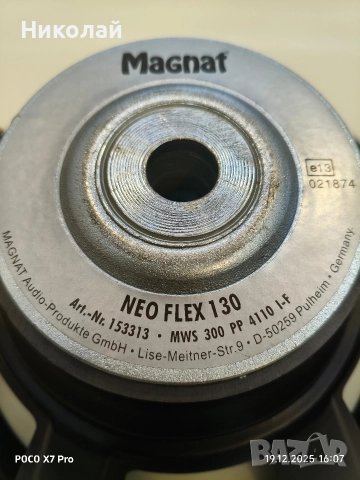 Николай
Magnat
e13
021874
NEO FLEX 130
Art.-Nr. 153313 · MWS 300 PP 4110 I-F
MAGNAT Audio-Produkte GmbH · Lise-Meitner-Str.9 · D-50259 Pulheim · Germany
POCO X7 Pro
19.12.2025 16:07
BAZAR